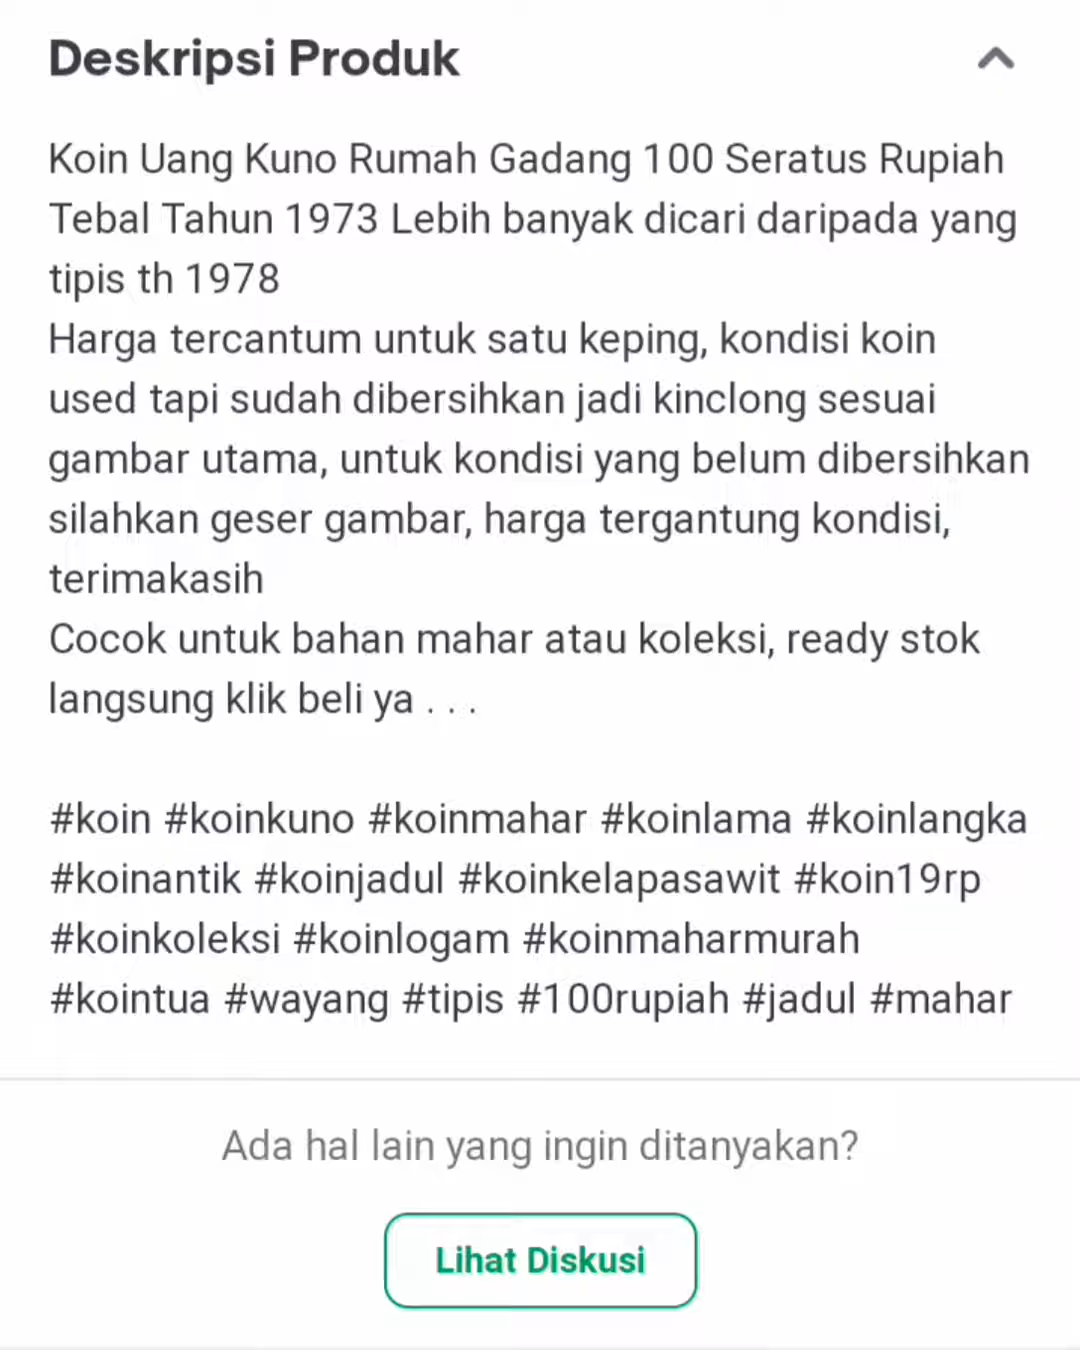 Deskripsi Produk
Koin Uang Kuno Rumah Gadang 100 Seratus Rupiah
Tebal Tahun 1973 Lebih banyak dicari daripada yang
tipis th 1978
Harga tercantum untuk satu keping, kondisi koin
used tapi sudah dibersihkan jadi kinclong sesuai
gambar utama, untuk kondisi yang belum dibersihkan
silahkan geser gambar, harga tergantung kondisi,
terimakasih
Cocok untuk bahan mahar atau koleksi, ready stok
langsung klik beli ya . . .
#koin #koinkuno #koinmahar #koinlama #koinlangka
#koinantik #koinjadul #koinkelapasawit #koin19rp
#koinkoleksi #koinlogam #koinmaharmurah
#kointua #wayang #tipis #100rupiah #jadul #mahar
Ada hal lain yang ingin ditanyakan?
Lihat Diskusi